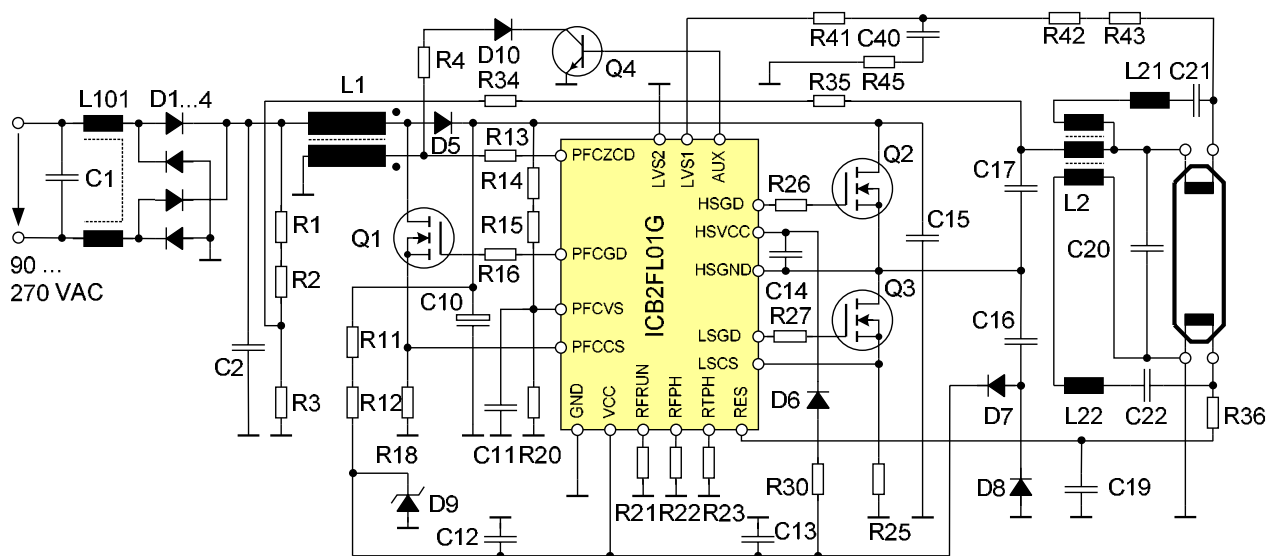 R41
C40
R42
R43
D10
R4
Q4
R45
L21
C21
R34
R35
L101
D1...4
L1
D5
R13
PFCZCD
LVS2
LVS1
AUX
Q2
C1
R14
R26
HSGD
C17
L2
R1
R15
HSVCC
C15
Q1
R16
PFCGD
HSGND
C20
90 ...
270 VAC
R2
C10
ICB2FL01G
C14
Q3
PFCVS
R27
C16
R11
PFCCS
LSGD
C2
LSCS
R3
R12
GND
VCC
RFRUN
RFPH
RTPH
RES
D6
D7
L22
C22
R36
R18
C11
R20
R30
D8
C19
D9
R21
R22
R23
R25
C12
C13